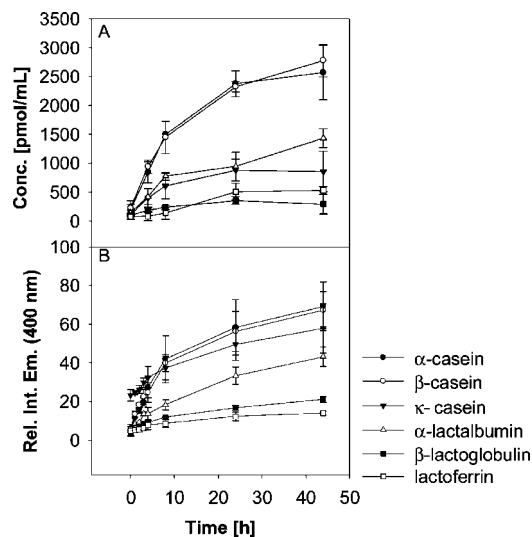 A
3500
3000
2500
2000
1500
1000
500
0
Conc. [pmol/mL]
B
100
80
60
40
20
0
Rel. Int. Em. (400 nm)
0 10 20 30 40 50
Time [h]
α-casein
β-casein
κ- casein
α-lactalbumin
β-lactoglobulin
lactoferrin